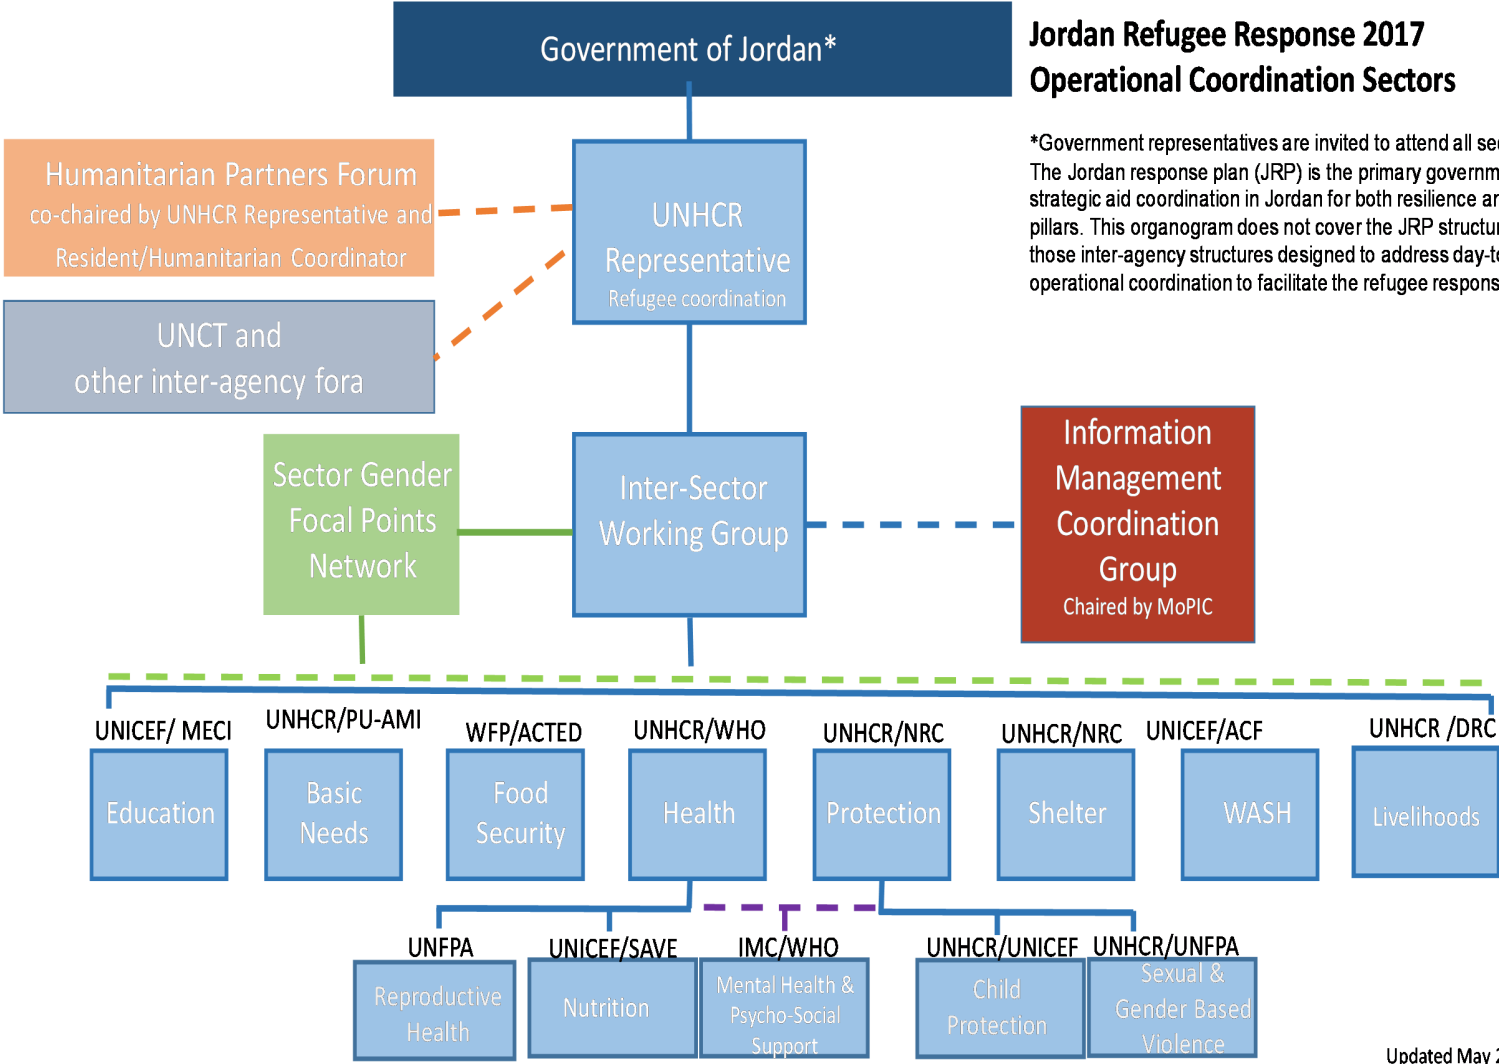 Government of Jordan*
Jordan Refugee Response 2017
Operational Coordination Sectors
*Government representatives are invited to attend all
The Jordan response plan (JRP) is the primary
strategic aid coordination in Jordan for both resilience
pillars. This organogram does not cover the JRP
those inter-agency structures designed to address
operational coordination to facilitate the refugee
Humanitarian Partners Forum
co-chaired by UNHCR Representative and
Resident/Humanitarian Coordinator
UNHCR
Representative
Refugee coordination
UNCT and
other inter-agency fora
Sector Gender
Focal Points
Network
Inter-Sector
Working Group
Information
Management
Coordination
Group
Chaired by MoPIC
UNICEF/ MECI
Education
UNHCR/PU-AMI
Basic
Needs
WFP/ACTED
Food
Security
UNHCR/WHO
Health
UNHCR/NRC
Protection
UNHCR/NRC
Shelter
UNICEF/ACF
WASH
UNHCR /DRC
Livelihoods
UNFPA
Reproductive
Health
UNICEF/SAVE
Nutrition
IMC/WHO
Mental Health &
Psycho-Social
Support
UNHCR/UNICEF
Child
Protection
UNHCR/UNFPA
Sexual &
Gender Based
Violence
Updated May